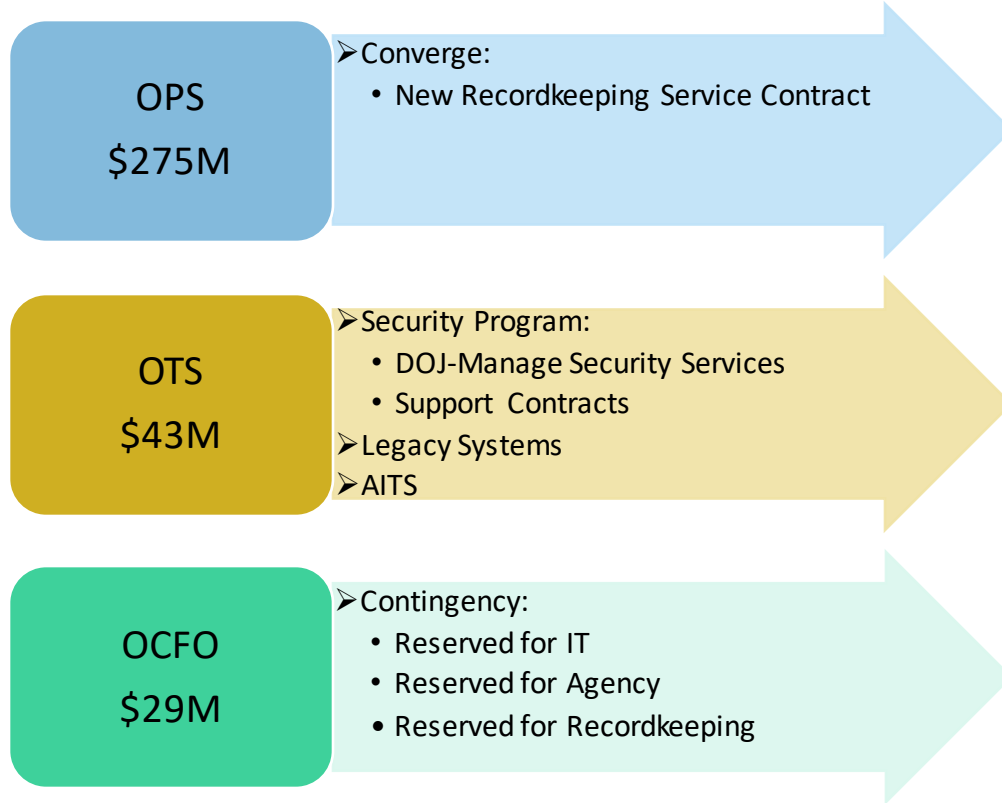 OPS
$275M
➢Converge:
• New Recordkeeping Service Contract
OTS
$43M
➢Security Program:
• DOJ-Manage Security Services
• Support Contracts
➢Legacy Systems
➢AITS
OCFO
$29M
➢Contingency:
• Reserved for IT
• Reserved for Agency
• Reserved for Recordkeeping